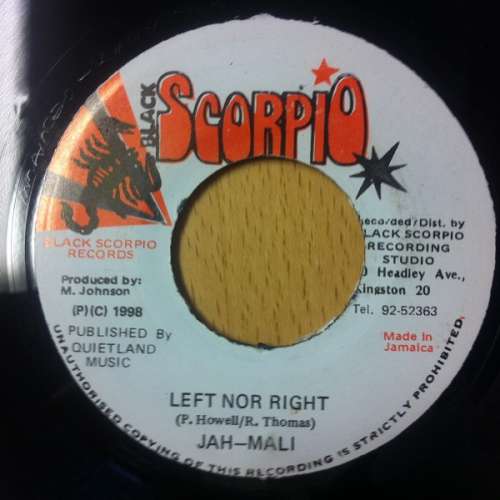 BLACK
SCORPIO
BLACK SCORPIO
RECORDS
Produced by:
M. Johnson
(P)(C) 1998
PUBLISHED By
QUIETLAND
MUSIC
Recorded/Dist. by
BLACK SCORPIO
RECORDING
STUDIO
Headley Ave.,
Kingston 20
Tel. 92-52363
Made In
Jamaica
LEFT NOR RIGHT
(P. Howell/R. Thomas)
JAH-MALI
UNAUTHORISED COPYING OF THIS RECORDING IS STRICTLY PROHIBITED.